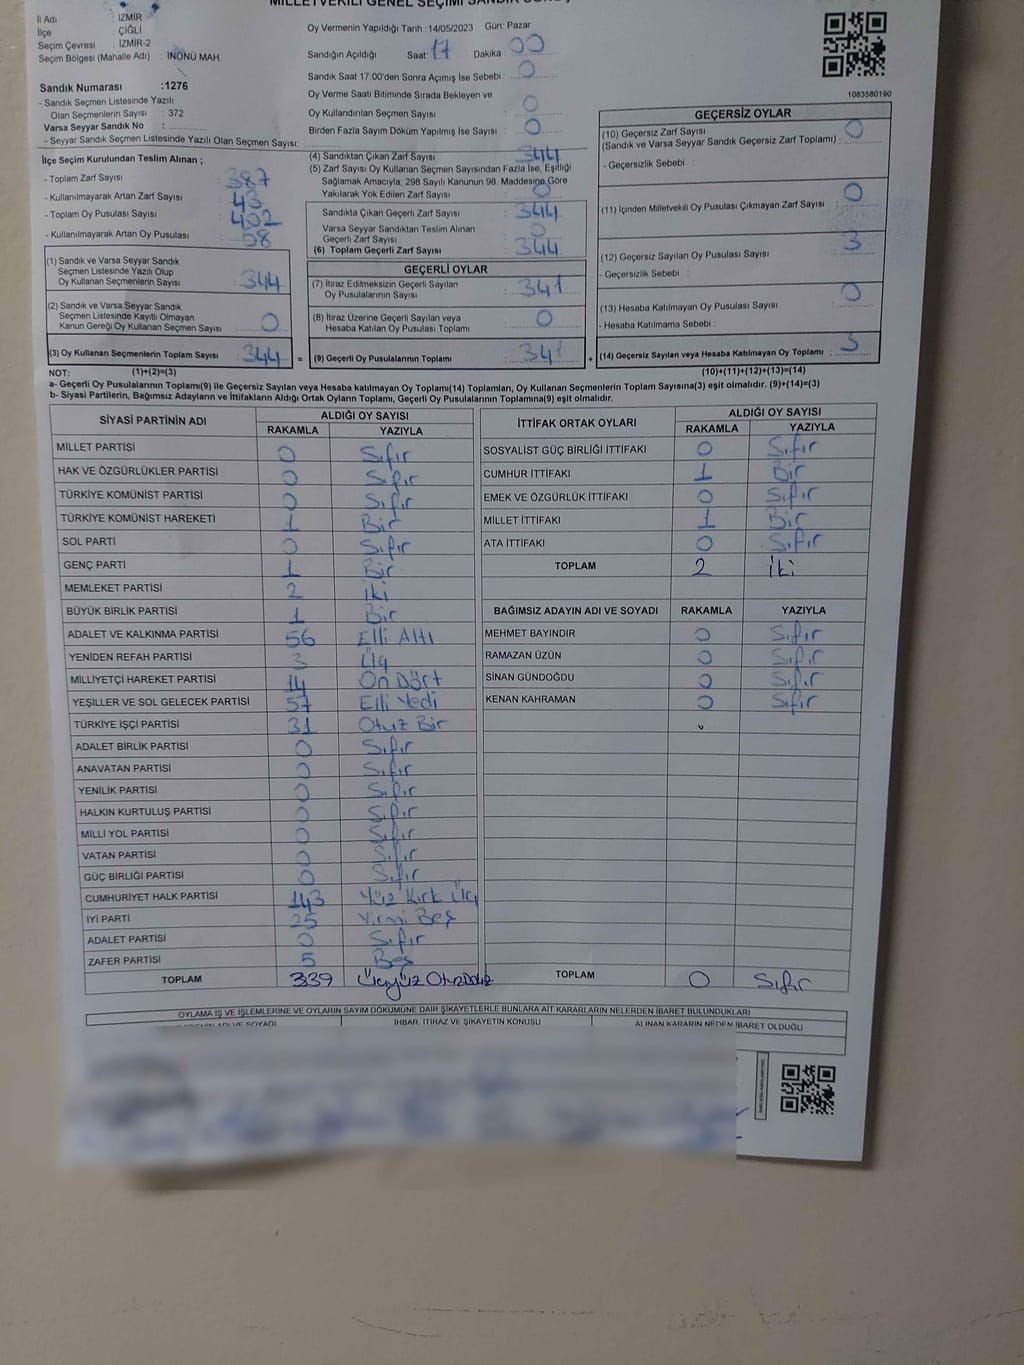 MİLLETVEKİLİ GENEL SEÇİMİ SANDIK
İl Adı : İZMİR
İlçe : ÇİĞLİ
Seçim Çevresi : İZMİR-2
Seçim Bölgesi (Mahalle Adı) : İNÖNÜ MAH.
Sandık Numarası :1276
- Sandık Seçmen Listesinde Yazılı
Olan Seçmenlerin Sayısı : 372
Varsa Seyyar Sandık No :
- Seyyar Sandık Seçmen Listesinde Yazılı Olan Seçmen Sayısı:
Oy Vermenin Yapıldığı Tarih : 14/05/2023 Gün: Pazar
Sandığın Açıldığı Saat : 17 Dakika : 00
Sandık Saat 17:00'den Sonra Açımış İse Sebebi : 0
Oy Verme Saati Bitiminde Sırada Bekleyen ve
Oy Kullandırılan Seçmen Sayısı : 0
Birden Fazla Sayım Döküm Yapılmış İse Sayısı : 0
1083580190
İlçe Seçim Kurulundan Teslim Alınan ;
- Toplam Zarf Sayısı : 387
- Kullanılmayarak Artan Zarf Sayısı : 43
- Toplam Oy Pusulası Sayısı : 402
- Kullanılmayarak Artan Oy Pusulası : 58
(1) Sandık ve Varsa Seyyar Sandık
Seçmen Listesinde Yazılı Olup
Oy Kullanan Seçmenlerin Sayısı : 344
(2) Sandık ve Varsa Seyyar Sandık
Seçmen Listesinde Kayıtlı Olmayan
Kanun Gereği Oy Kullanan Seçmen Sayısı : 0
(3) Oy Kullanan Seçmenlerin Toplam Sayısı : 344
(4) Sandıktan Çıkan Zarf Sayısı : 344
(5) Zarf Sayısı Oy Kullanan Seçmen Sayısından Fazla İse, Eşitliği
Sağlamak Amacıyla; 298 Sayılı Kanunun 98. Maddesine Göre
Yakılarak Yok Edilen Zarf Sayısı : 0
Sandıkta Çıkan Geçerli Zarf Sayısı : 344
Varsa Seyyar Sandıktan Teslim Alınan
Geçerli Zarf Sayısı : 0
(6) Toplam Geçerli Zarf Sayısı : 344
GEÇERLİ OYLAR
(7) İtiraz Edilmeksizin Geçerli Sayılan
Oy Pusulalarının Sayısı : 341
(8) İtiraz Üzerine Geçerli Sayılan veya
Hesaba Katılan Oy Pusulası Toplamı : 0
= (9) Geçerli Oy Pusulalarının Toplamı : 341
GEÇERSİZ OYLAR
(10) Geçersiz Zarf Sayısı
(Sandık ve Varsa Seyyar Sandık Geçersiz Zarf Toplamı) : 0
- Geçersizlik Sebebi :
(11) İçinden Milletvekili Oy Pusulası Çıkmayan Zarf Sayısı : 0
(12) Geçersiz Sayılan Oy Pusulası Sayısı : 3
- Geçersizlik Sebebi :
(13) Hesaba Katılmayan Oy Pusulası Sayısı : 0
- Hesaba Katılmama Sebebi :
+ (14) Geçersiz Sayılan veya Hesaba Katılmayan Oy Toplamı : 3
NOT: (1)+(2)=(3) (10)+(11)+(12)+(13)=(14)
a- Geçerli Oy Pusulalarının Toplamı(9) ile Geçersiz Sayılan veya Hesaba katılmayan Oy Toplamı(14) Toplamları, Oy Kullanan Seçmenlerin Toplam Sayısına(3) eşit olmalıdır. (9)+(14)=(3)
b- Siyasi Partilerin, Bağımsız Adayların ve İttifakların Aldığı Ortak Oyların Toplamı, Geçerli Oy Pusulalarının Toplamına(9) eşit olmalıdır.
SİYASİ PARTİNİN ADI ALDIĞI OY SAYISI
RAKAMLA YAZIYLA
MİLLET PARTİSİ 0 Sıfır
HAK VE ÖZGÜRLÜKLER PARTİSİ 0 Sıfır
TÜRKİYE KOMÜNİST PARTİSİ 0 Sıfır
TÜRKİYE KOMÜNİST HAREKETİ 1 Bir
SOL PARTİ 0 Sıfır
GENÇ PARTİ 1 Bir
MEMLEKET PARTİSİ 2 İki
BÜYÜK BİRLİK PARTİSİ 1 Bir
ADALET VE KALKINMA PARTİSİ 56 Elli Altı
YENİDEN REFAH PARTİSİ 3 Üç
MİLLİYETÇİ HAREKET PARTİSİ 14 On Dört
YEŞİLLER VE SOL GELECEK PARTİSİ 57 Elli Yedi
TÜRKİYE İŞÇİ PARTİSİ 31 Otuz Bir
ADALET BİRLİK PARTİSİ 0 Sıfır
ANAVATAN PARTİSİ 0 Sıfır
YENİLİK PARTİSİ 0 Sıfır
HALKIN KURTULUŞ PARTİSİ 0 Sıfır
MİLLİ YOL PARTİSİ 0 Sıfır
VATAN PARTİSİ 0 Sıfır
GÜÇ BİRLİĞİ PARTİSİ 0 Sıfır
CUMHURİYET HALK PARTİSİ 143 Yüz Kırk Üç
İYİ PARTİ 25 Yirmi Beş
ADALET PARTİSİ 0 Sıfır
ZAFER PARTİSİ 5 Beş
TOPLAM 339 Üçyüz Otuz Dokuz
İTTİFAK ORTAK OYLARI ALDIĞI OY SAYISI
RAKAMLA YAZIYLA
SOSYALİST GÜÇ BİRLİĞİ İTTİFAKI 0 Sıfır
CUMHUR İTTİFAKI 1 Bir
EMEK VE ÖZGÜRLÜK İTTİFAKI 0 Sıfır
MİLLET İTTİFAKI 1 Bir
ATA İTTİFAKI 0 Sıfır
TOPLAM 2 İki
BAĞIMSIZ ADAYIN ADI VE SOYADI RAKAMLA YAZIYLA
MEHMET BAYINDIR 0 Sıfır
RAMAZAN ÜZÜN 0 Sıfır
SİNAN GÜNDOĞDU 0 Sıfır
KENAN KAHRAMAN 0 Sıfır
TOPLAM 0 Sıfır
OYLAMA İŞ VE İŞLEMLERİNE VE OYLARIN SAYIM DÖKÜMÜNE DAİR ŞİKAYETLERLE BUNLARA AİT KARARLARIN NELERDEN İBARET BULUNDUKLARI
ADI VE SOYADI İHBAR, İTİRAZ VE ŞİKAYETİN KONUSU ALINAN KARARIN NEDEN İBARET OLDUĞU